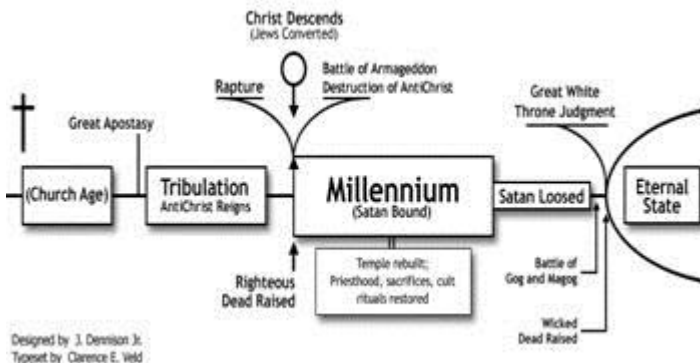 Christ Descends
(Jews Converted)
Rapture
Battle of Armageddon
Destruction of AntiChrist
Great White
Throne Judgment
Great Apostasy
(Church Age)
Tribulation
AntiChrist Reigns
Millennium
(Satan Bound)
Satan Loosed
Eternal
State
Righteous
Dead Raised
Temple rebuilt;
Priesthood, sacrifices, cult
rituals restored
Battle of
Gog and Magog
Wicked
Dead Raised
Designed by J. Dennison Jr.
Typeset by Clarence E. Veld